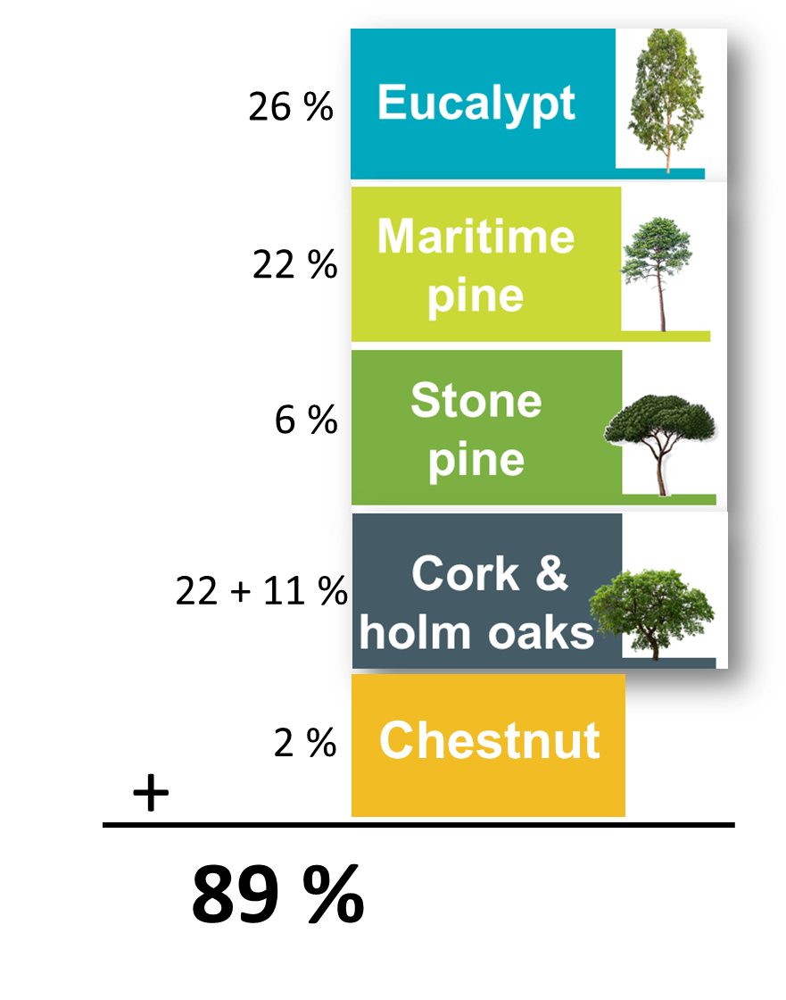 26 %
Eucalypt
22 %
Maritime
pine
6 %
Stone
pine
22 + 11 %
Cork &
holm oaks
2 %
Chestnut
+
89 %